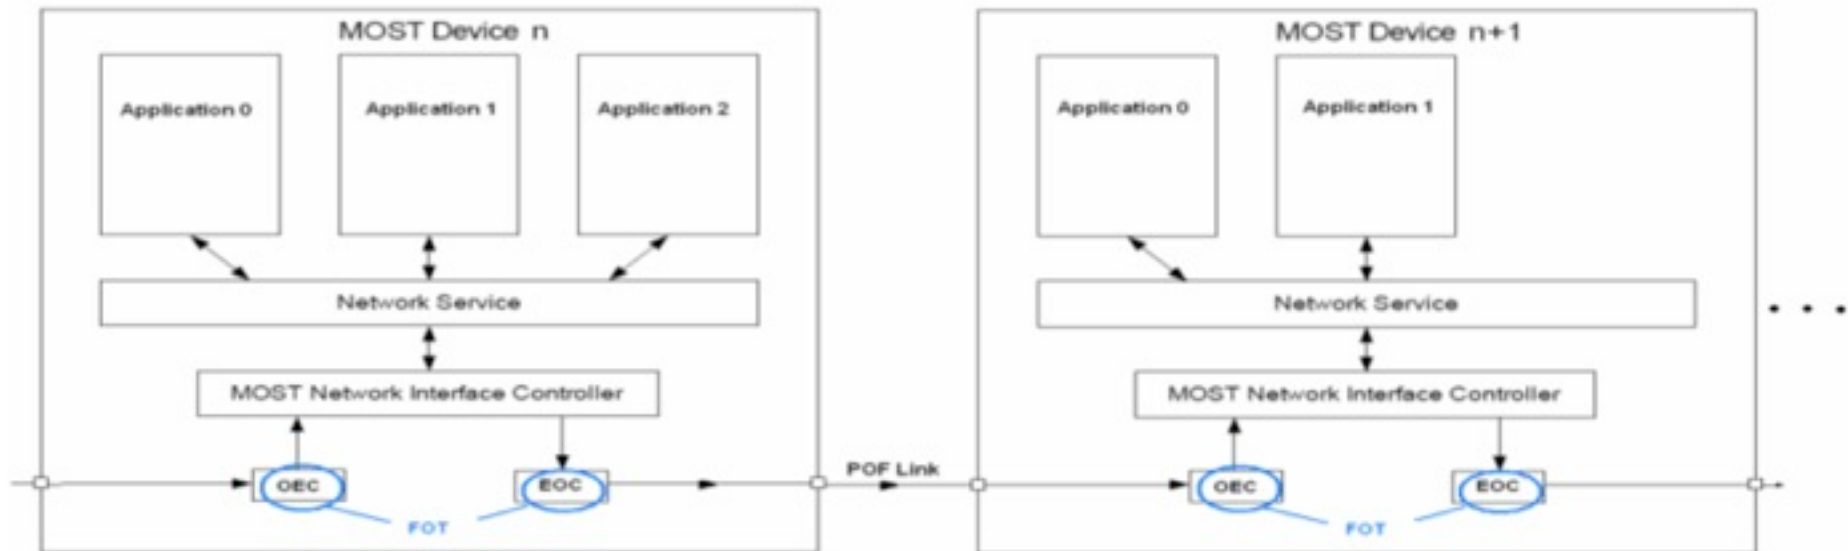 MOST Device n
Application 0
Application 1
Application 2
Network Service
MOST Network Interface Controller
OEC
EOC
FOT
POF Link
MOST Device n+1
Application 0
Application 1
Network Service
MOST Network Interface Controller
OEC
EOC
FOT
. . .